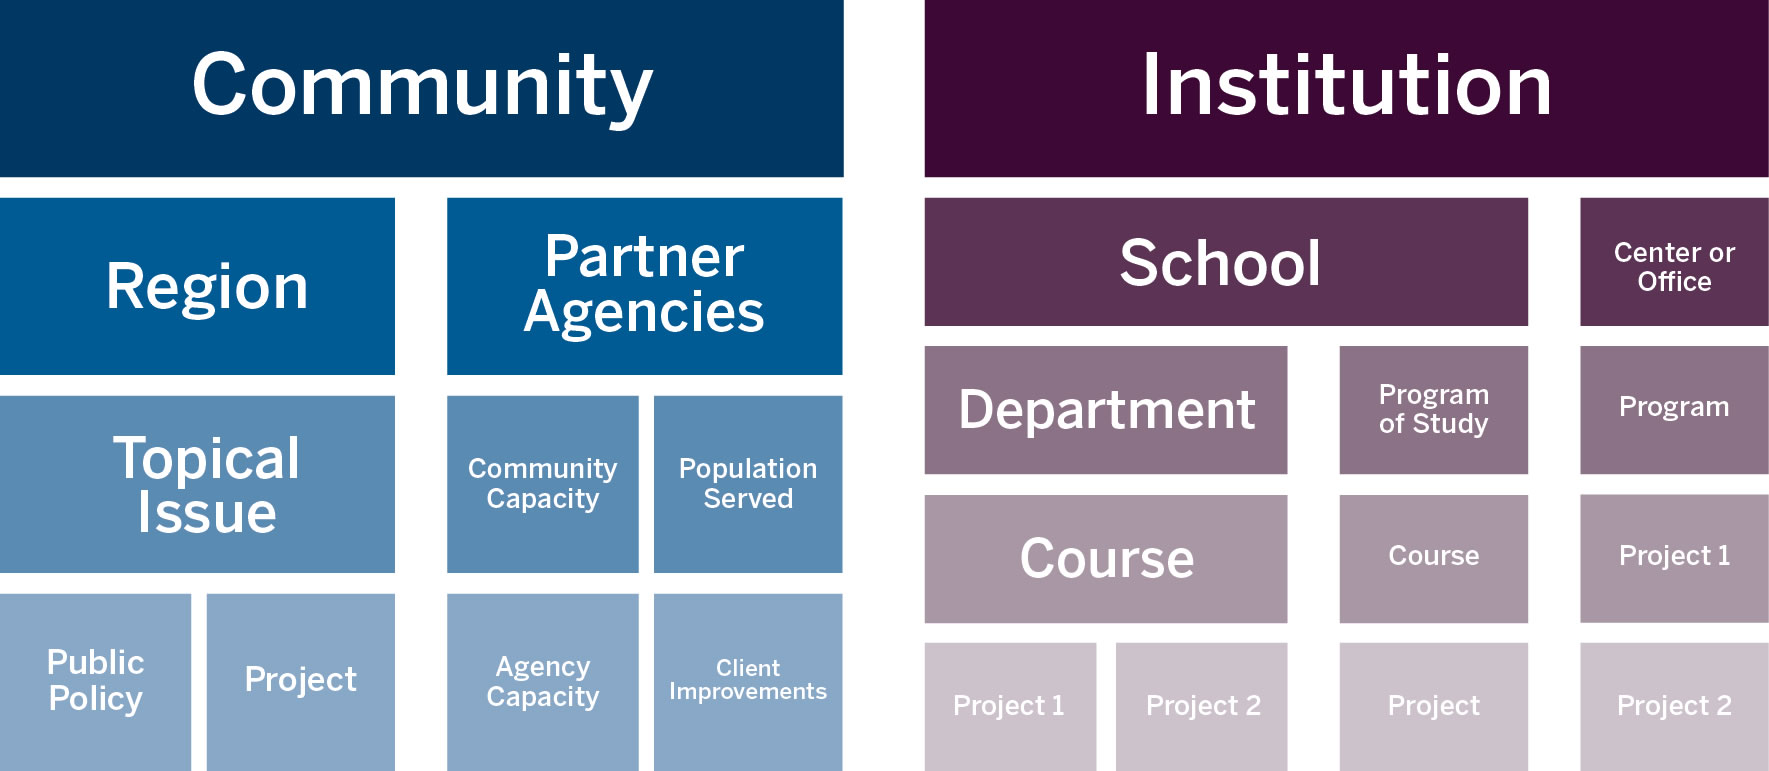 Community
Region
Partner
Agencies
Topical
Issue
Community
Capacity
Population
Served
Public
Policy
Project
Agency
Capacity
Client
Improvements
Institution
School
Center or
Office
Department
Program
of Study
Program
Course
Course
Project 1
Project 1
Project 2
Project
Project 2